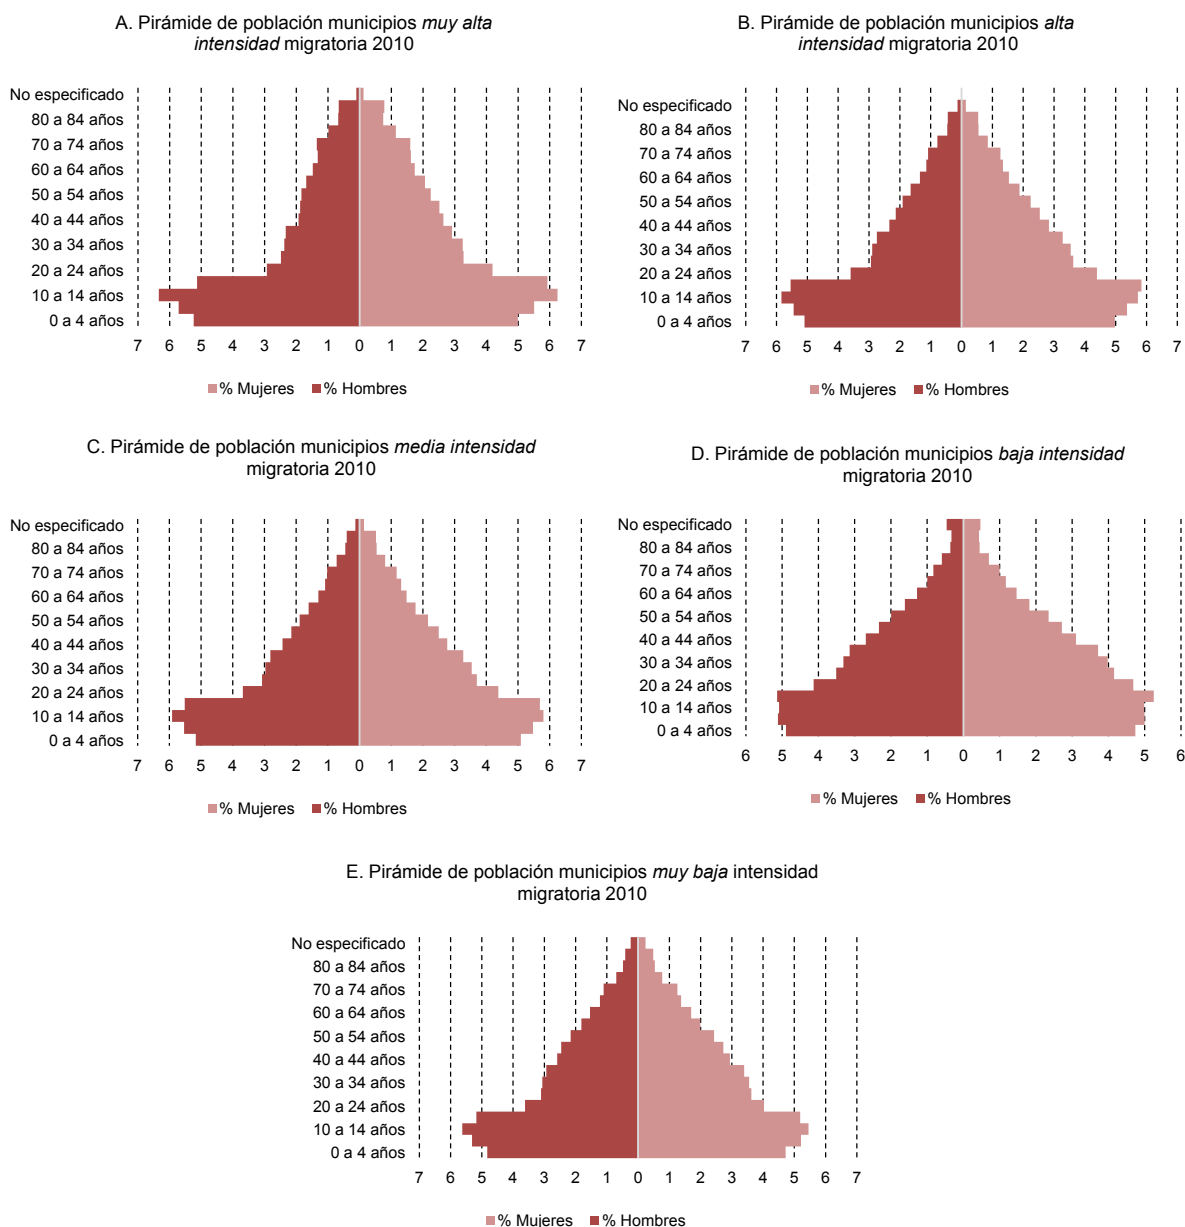 A. Pirámide de población municipios muy alta
intensidad migratoria 2010
No especificado
80 a 84 años
70 a 74 años
60 a 64 años
50 a 54 años
40 a 44 años
30 a 34 años
20 a 24 años
10 a 14 años
0 a 4 años
7 6 5 4 3 2 1 0 1 2 3 4 5 6 7
% Mujeres % Hombres
B. Pirámide de población municipios alta
intensidad migratoria 2010
No especificado
80 a 84 años
70 a 74 años
60 a 64 años
50 a 54 años
40 a 44 años
30 a 34 años
20 a 24 años
10 a 14 años
0 a 4 años
7 6 5 4 3 2 1 0 1 2 3 4 5 6 7
% Mujeres % Hombres
C. Pirámide de población municipios media intensidad
migratoria 2010
No especificado
80 a 84 años
70 a 74 años
60 a 64 años
50 a 54 años
40 a 44 años
30 a 34 años
20 a 24 años
10 a 14 años
0 a 4 años
7 6 5 4 3 2 1 0 1 2 3 4 5 6 7
% Mujeres % Hombres
D. Pirámide de población municipios baja intensidad
migratoria 2010
No especificado
80 a 84 años
70 a 74 años
60 a 64 años
50 a 54 años
40 a 44 años
30 a 34 años
20 a 24 años
10 a 14 años
0 a 4 años
6 5 4 3 2 1 0 1 2 3 4 5 6
% Mujeres % Hombres
E. Pirámide de población municipios muy baja intensidad
migratoria 2010
No especificado
80 a 84 años
70 a 74 años
60 a 64 años
50 a 54 años
40 a 44 años
30 a 34 años
20 a 24 años
10 a 14 años
0 a 4 años
7 6 5 4 3 2 1 0 1 2 3 4 5 6 7
% Mujeres % Hombres